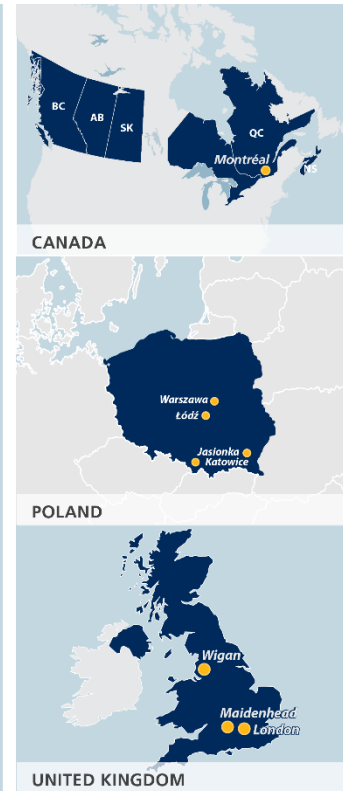 BC
AB
SK
QC
Montréal
NS
CANADA
Warszawa
Łódź
Jasionka
Katowice
POLAND
Wigan
Maidenhead
London
UNITED KINGDOM